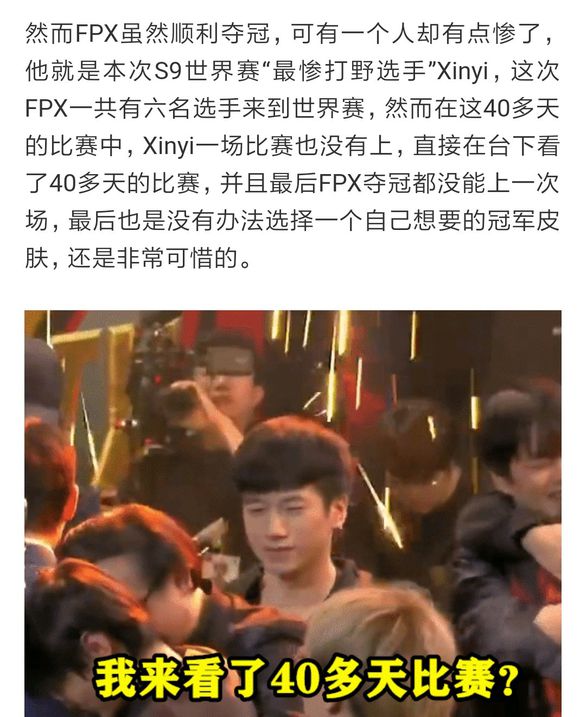 然而FPX虽然顺利夺冠，可有一个人却有点惨了，
他就是本次S9世界赛“最惨打野选手”Xinyi，这次
FPX一共有六名选手来到世界赛，然而在这40多天
的比赛中，Xinyi一场比赛也没有上，直接在台下看
了40多天的比赛，并且最后FPX夺冠都没能上一次
场，最后也是没有办法选择一个自己想要的冠军皮
肤，还是非常可惜的。
我来看了40多天比赛？